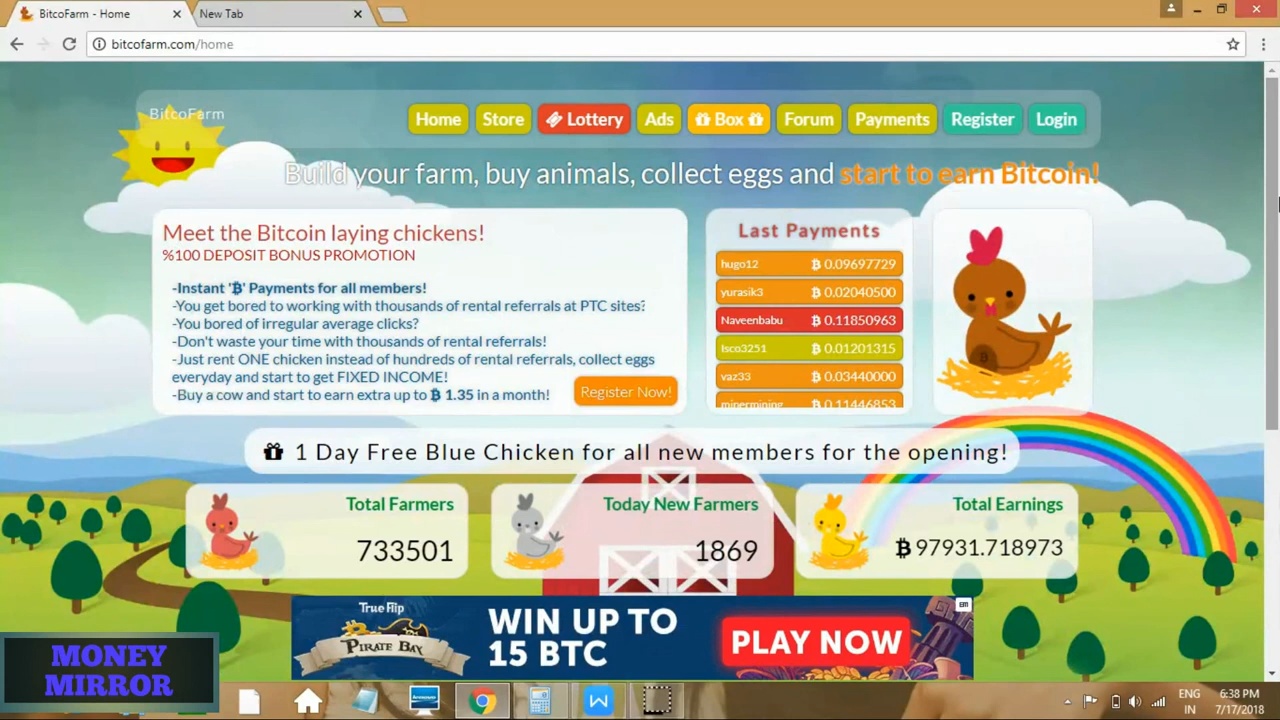 BitcoFarm - Home
New Tab
bitcofarm.com/home
BitcoFarm
Home
Store
Lottery
Ads
Box
Forum
Payments
Register
Login
Build your farm, buy animals, collect eggs and start to earn Bitcoin!
Meet the Bitcoin laying chickens!
%100 DEPOSIT BONUS PROMOTION
-Instant '₿' Payments for all members!
-You get bored to working with thousands of rental referrals at PTC sites?
-You bored of irregular average clicks?
-Don't waste your time with thousands of rental referrals!
-Just rent ONE chicken instead of hundreds of rental referrals, collect eggs
everyday and start to get FIXED INCOME!
-Buy a cow and start to earn extra up to ₿ 1.35 in a month!
Register Now!
Last Payments
hugo12 ₿ 0.09697729
yurasik3 ₿ 0.02040500
Naveenbabu ₿ 0.11850963
lsco3251 ₿ 0.01201315
vaz33 ₿ 0.03440000
minermining ₿ 0.11446853
1 Day Free Blue Chicken for all new members for the opening!
Total Farmers
733501
Today New Farmers
1869
Total Earnings
₿ 97931.718973
True Flip
PIRATE BAY
WIN UP TO
15 BTC
PLAY NOW
MONEY
MIRROR
ENG
IN
6:38 PM
7/17/2018